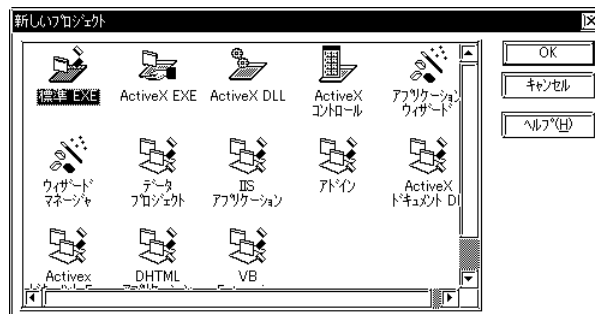 新しいﾌﾟﾛｼﾞｪｸﾄ
標準 EXE
ActiveX EXE
ActiveX DLL
ActiveX
ｺﾝﾄﾛｰﾙ
ｱﾌﾟﾘｹｰｼｮﾝ
ｳｨｻﾞｰﾄﾞ
ｳｨｻﾞｰﾄﾞ
ﾏﾈｰｼﾞｬ
ﾃﾞｰﾀ
ﾌﾟﾛｼﾞｪｸﾄ
IIS
ｱﾌﾟﾘｹｰｼｮﾝ
ｱﾄﾞｲﾝ
ActiveX
ﾄﾞｷｭﾒﾝﾄ Dl
Activex
DHTML
VB
OK
ｷｬﾝｾﾙ
ﾍﾙﾌﾟ(H)